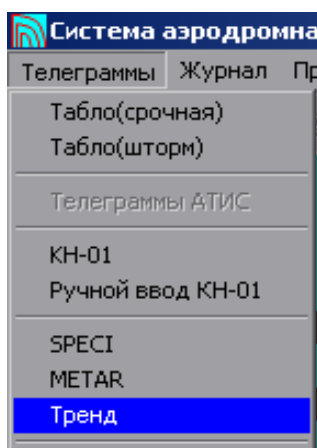 Система аэродромна
Телеграммы Журнал Пр
Табло(срочная)
Табло(шторм)
Телеграммы АТИС
КН-01
Ручной ввод КН-01
SPECI
METAR
Тренд